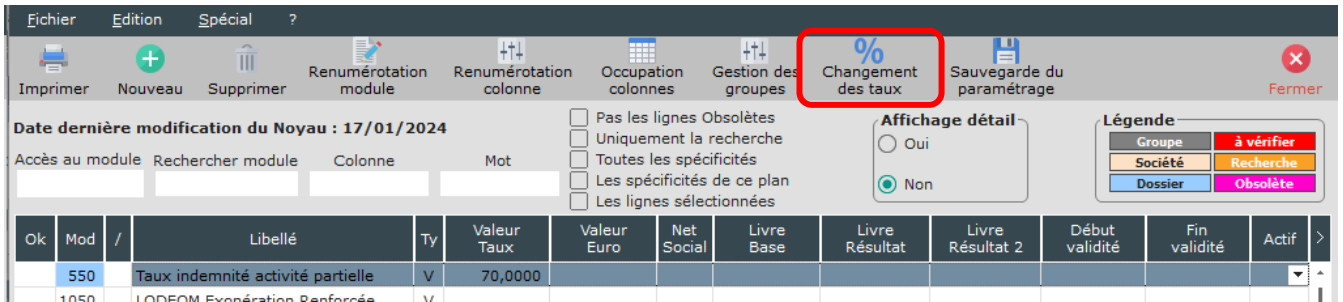 Fichier Edition Spécial ?
Imprimer Nouveau Supprimer Renumérotation module Renumérotation colonne Occupation colonnes Gestion des groupes % Changement des taux Sauvegarde du paramétrage Fermer
Date dernière modification du Noyau : 17/01/2024
Accès au module Rechercher module Colonne Mot
Pas les lignes Obsolètes
Uniquement la recherche
Toutes les spécificités
Les spécificités de ce plan
Les lignes sélectionnées
Affichage détail
Oui
Non
Légende
Groupe à vérifier
Société Recherche
Dossier Obsolète
Ok Mod / Libellé Ty Valeur Taux Valeur Euro Net Social Livre Base Livre Résultat Livre Résultat 2 Début validité Fin validité Actif >
550 Taux indemnité activité partielle V 70,0000
1050 LODEOM Exonération Renforcée V